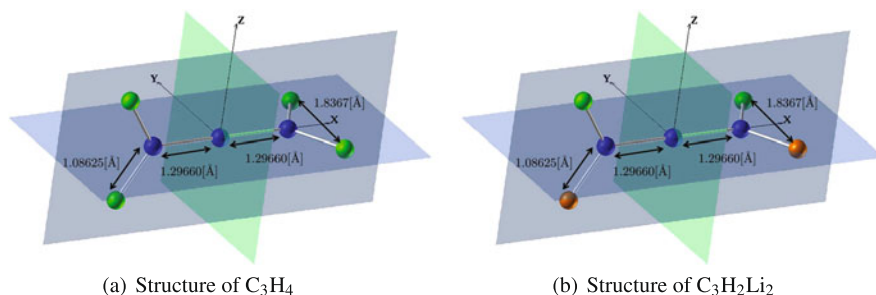 Z
Y
X
1.8367[Å]
1.08625[Å]
1.29660[Å]
1.29660[Å]
(a) Structure of C₃H₄
Z
Y
X
1.8367[Å]
1.08625[Å]
1.29660[Å]
1.29660[Å]
(b) Structure of C₃H₂Li₂